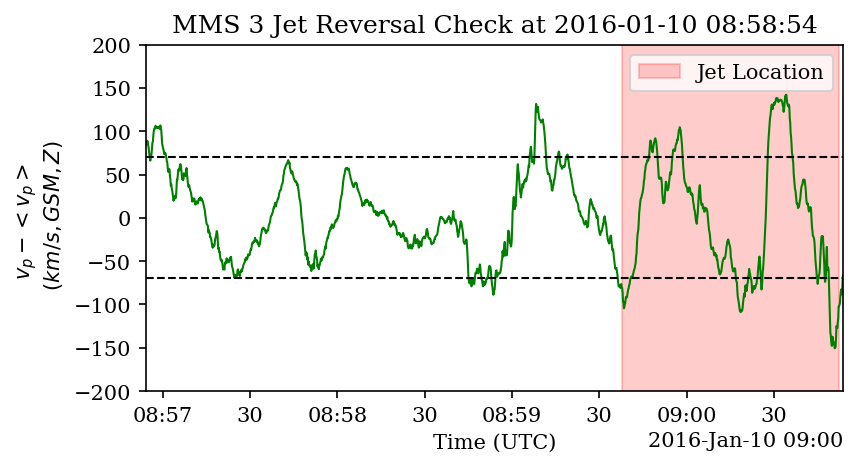 MMS 3 Jet Reversal Check at 2016-01-10 08:58:54
Jet Location
v_p − < v_p >
(km/s, GSM, Z)
200
150
100
50
0
−50
−100
−150
−200
08:57 30 08:58 30 08:59 30 09:00 30
Time (UTC)
2016-Jan-10 09:00